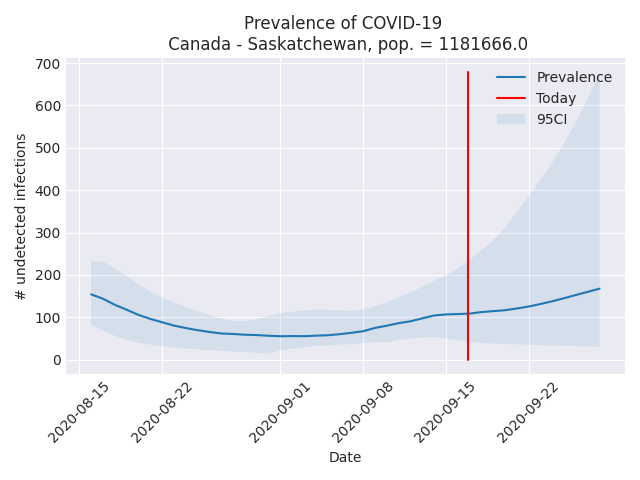 Prevalence of COVID-19
Canada - Saskatchewan, pop. = 1181666.0
700
600
500
400
300
200
100
0
# undetected infections
Prevalence
Today
95CI
2020-08-15
2020-08-22
2020-09-01
2020-09-08
2020-09-15
2020-09-22
Date